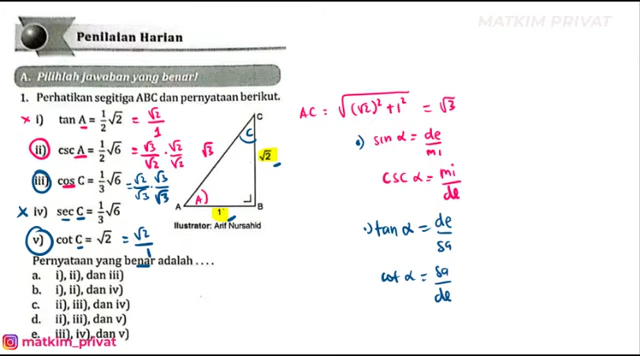 MATKIM PRIVAT
Penilaian Harian
A. Pilihlah jawaban yang benar!
1. Perhatikan segitiga ABC dan pernyataan berikut.
x i) tan A = 1/2 √2 = √2/1
ii) csc A = 1/2 √6 = √3/√2 · √2/√2
iii) cos C = 1/3 √6 = √2/√3 · √3/√3
x iv) sec C = 1/3 √6
v) cot C = √2 = √2/1
C
C
√3
√2
A
A)
1
B
Ilustrator: Arif Nursahid
Pernyataan yang benar adalah . . . .
a. i), ii), dan iii)
b. i), ii), dan iv)
c. ii), iii), dan iv)
d. ii), iii), dan v)
e. iii), iv), dan v)
matkim_privat
AC = √((√2)² + 1²) = √3
sin α = de/mi
csc α = mi/de
tan α = de/sa
cot α = sa/de